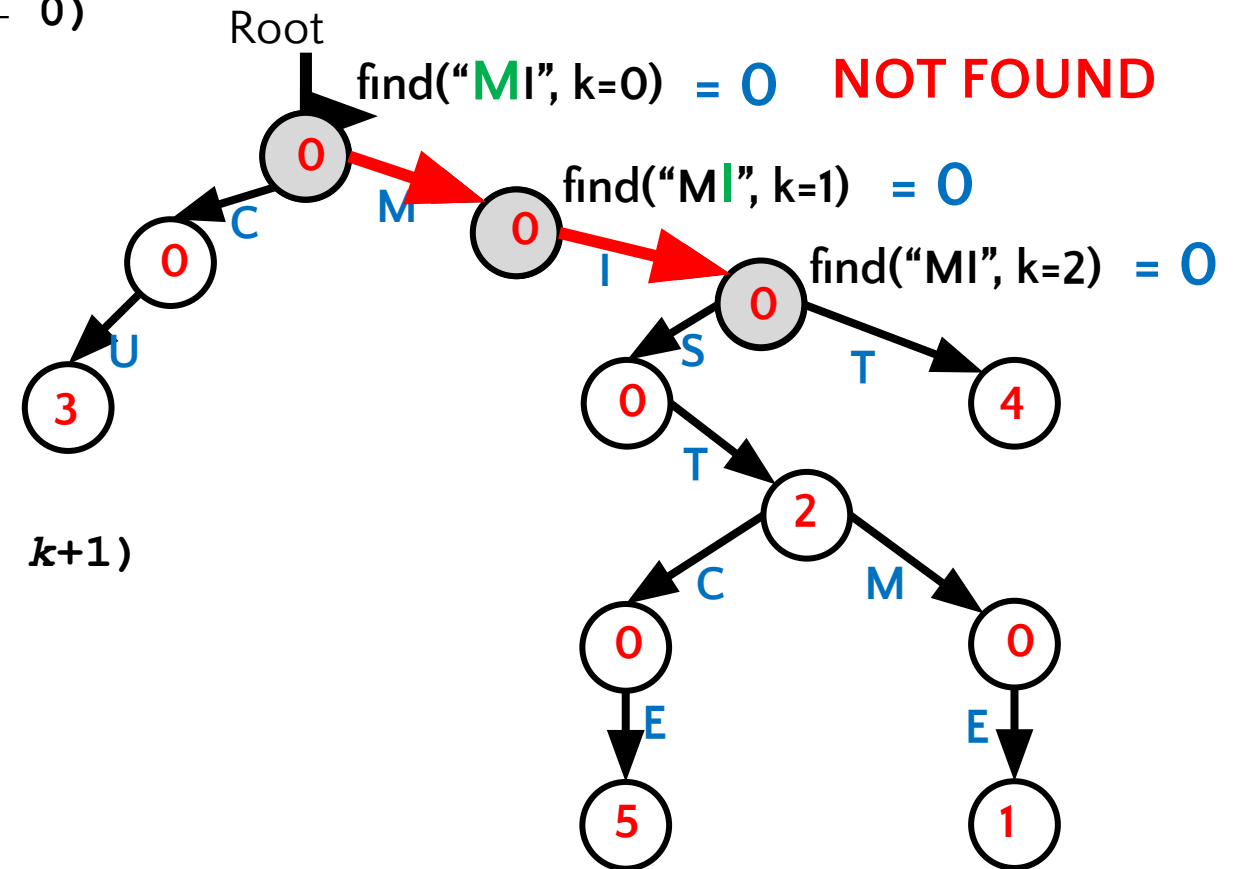 - 0)
Root
find(“MI”, k=0) = 0 NOT FOUND
0
M
find(“MI”, k=1) = 0
C
0
0
I
find(“MI”, k=2) = 0
0
U
S
T
3
0
4
T
2
k+1)
C
M
0
0
E
E
5
1